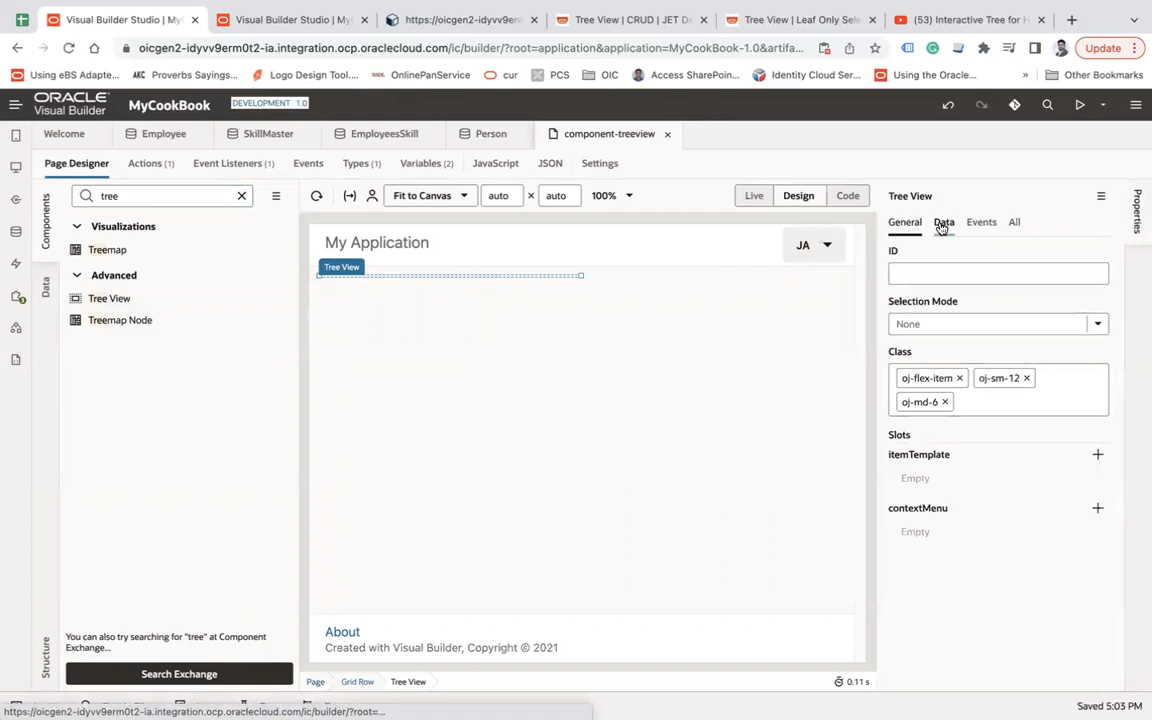 Visual Builder Studio | My
Visual Builder Studio | My
https://oicgen2-idyvv9erm
Tree View | CRUD | JET De
Tree View | Leaf Only Sele
(53) Interactive Tree for H
oicgen2-idyvv9erm0t2-ia.integration.ocp.oraclecloud.com/ic/builder/?root=application&application=MyCookBook-1.0&artifa...
Update
Using eBS Adapte...
Proverbs Sayings...
Logo Design Tool....
OnlinePanService
cur
PCS
OIC
Access SharePoin...
Identity Cloud Ser...
Using the Oracle...
»
Other Bookmarks
ORACLE
Visual Builder
MyCookBook
DEVELOPMENT 1.0
Welcome
Employee
SkillMaster
EmployeesSkill
Person
component-treeview
Page Designer
Actions (1)
Event Listeners (1)
Events
Types (1)
Variables (2)
JavaScript
JSON
Settings
Components
Data
Structure
tree
Visualizations
Treemap
Advanced
Tree View
Treemap Node
You can also try searching for "tree" at Component
Exchange...
Search Exchange
Fit to Canvas
auto
×
auto
100%
Live
Design
Code
My Application
JA
Tree View
About
Created with Visual Builder, Copyright © 2021
Page
Grid Row
Tree View
0.11 s
Tree View
General
Data
Events
All
ID
Selection Mode
None
Class
oj-flex-item
oj-sm-12
oj-md-6
Slots
itemTemplate
Empty
contextMenu
Empty
Properties
https://oicgen2-idyvv9erm0t2-ia.integration.ocp.oraclecloud.com/ic/builder/?root=...
Saved 5:03 PM